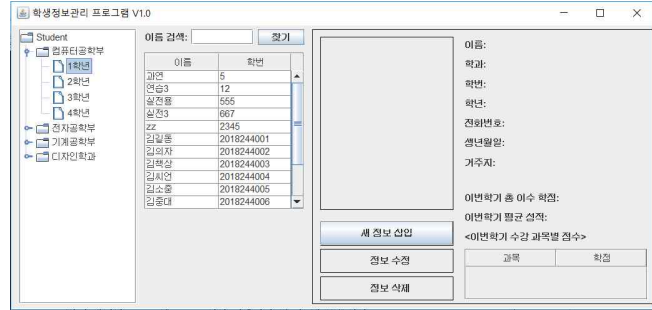 학생정보관리 프로그램 V1.0
Student
컴퓨터공학부
1학년
2학년
3학년
4학년
전자공학부
기계공학부
디자인학과
이름 검색:
찾기
이름 학번
과연 5
연습3 12
실전용 555
실전3 667
zz 2345
김길동 2018244001
김의자 2018244002
김책상 2018244003
김씨언 2018244004
김소중 2018244005
김중대 2018244006
새 정보 삽입
정보 수정
정보 삭제
이름:
학과:
학번:
학년:
전화번호:
생년월일:
거주지:
이번학기 총 이수 학점:
이번학기 평균 성적:
<이번학기 수강 과목별 점수>
과목 학점